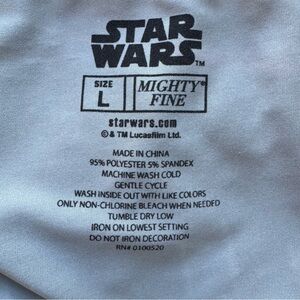 STAR
WARS™
SIZE
L
MIGHTY®
FINE
starwars.com
© & TM Lucasfilm Ltd.
MADE IN CHINA
95% POLYESTER 5% SPANDEX
MACHINE WASH COLD
GENTLE CYCLE
WASH INSIDE OUT WITH LIKE COLORS
ONLY NON-CHLORINE BLEACH WHEN NEEDED
TUMBLE DRY LOW
IRON ON LOWEST SETTING
DO NOT IRON DECORATION
RN# 0100520